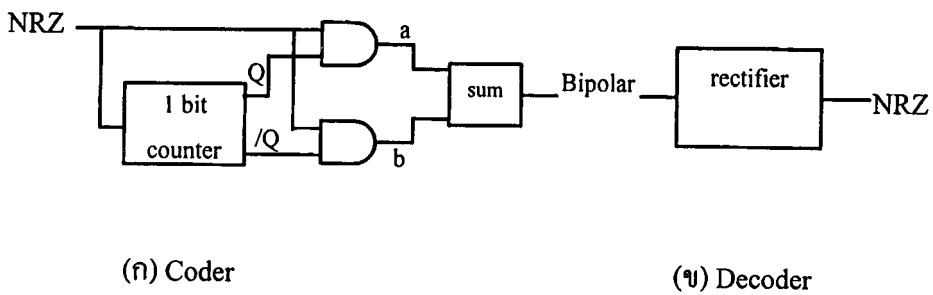 NRZ
a
Q
1 bit
counter
/Q
b
sum
Bipolar
rectifier
NRZ
(ก) Coder
(ข) Decoder